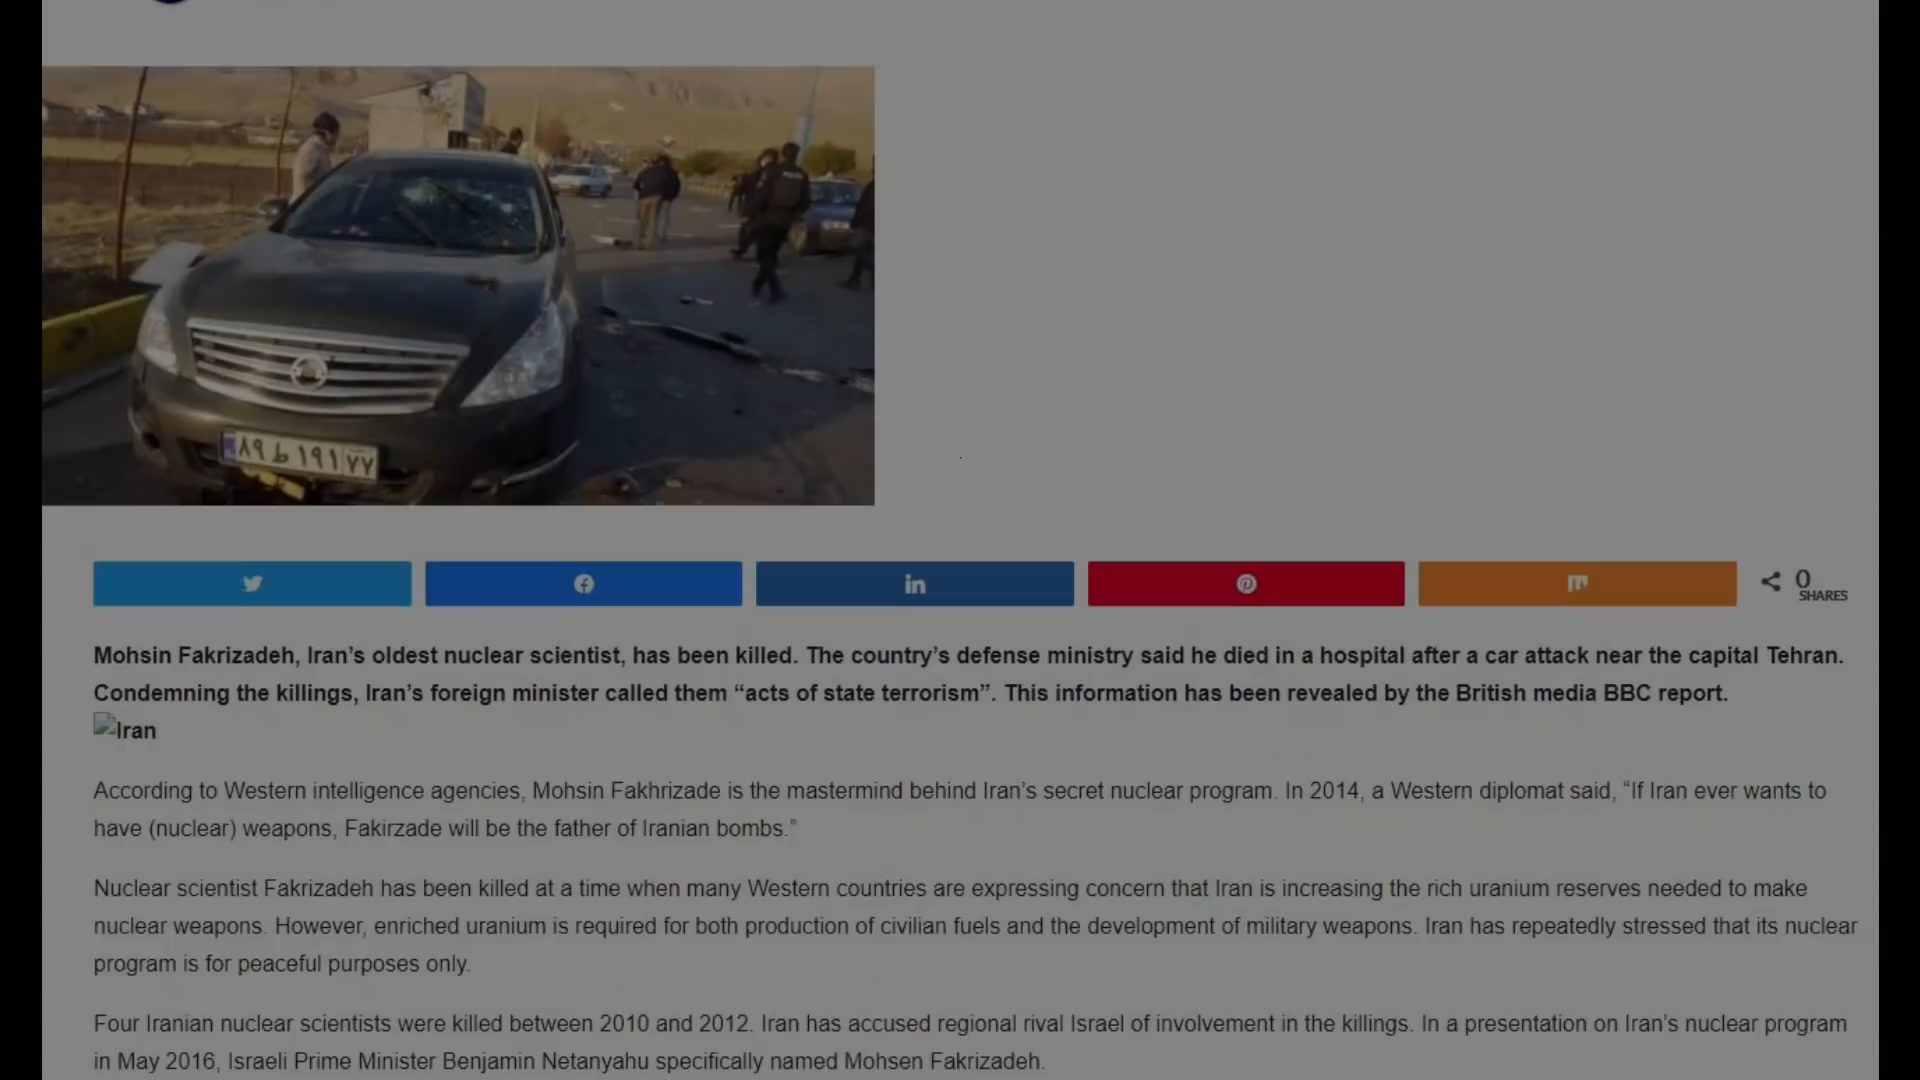 ۸۹ ط ۱۹۱ ۷۷
0
SHARES
Mohsin Fakrizadeh, Iran’s oldest nuclear scientist, has been killed. The country’s defense ministry said he died in a hospital after a car attack near the capital Tehran.
Condemning the killings, Iran’s foreign minister called them “acts of state terrorism”. This information has been revealed by the British media BBC report.
Iran
According to Western intelligence agencies, Mohsin Fakhrizade is the mastermind behind Iran’s secret nuclear program. In 2014, a Western diplomat said, “If Iran ever wants to
have (nuclear) weapons, Fakirzade will be the father of Iranian bombs.”
Nuclear scientist Fakrizadeh has been killed at a time when many Western countries are expressing concern that Iran is increasing the rich uranium reserves needed to make
nuclear weapons. However, enriched uranium is required for both production of civilian fuels and the development of military weapons. Iran has repeatedly stressed that its nuclear
program is for peaceful purposes only.
Four Iranian nuclear scientists were killed between 2010 and 2012. Iran has accused regional rival Israel of involvement in the killings. In a presentation on Iran’s nuclear program
in May 2016, Israeli Prime Minister Benjamin Netanyahu specifically named Mohsen Fakrizadeh.